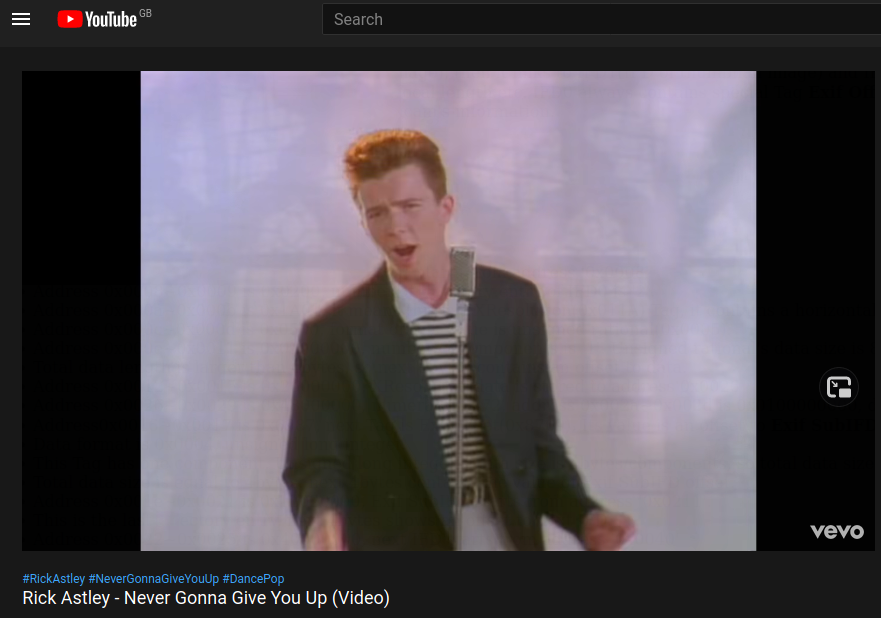 YouTube GB
Search
vevo
#RickAstley #NeverGonnaGiveYouUp #DancePop
Rick Astley - Never Gonna Give You Up (Video)